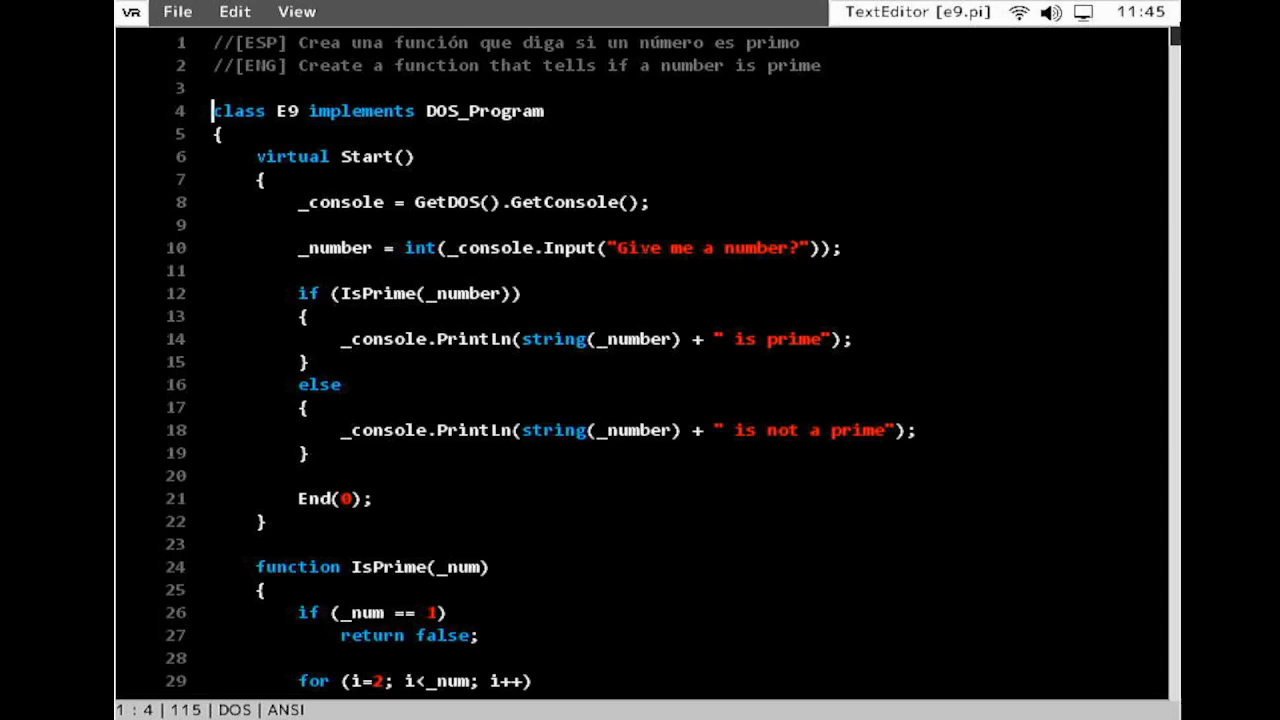 VR File Edit View TextEditor [e9.pi] 11:45
1 //[ESP] Crea una función que diga si un número es primo
2 //[ENG] Create a function that tells if a number is prime
3
4 class E9 implements DOS_Program
5 {
6 virtual Start()
7 {
8 _console = GetDOS().GetConsole();
9
10 _number = int(_console.Input("Give me a number?"));
11
12 if (IsPrime(_number))
13 {
14 _console.PrintLn(string(_number) + " is prime");
15 }
16 else
17 {
18 _console.PrintLn(string(_number) + " is not a prime");
19 }
20
21 End(0);
22 }
23
24 function IsPrime(_num)
25 {
26 if (_num == 1)
27 return false;
28
29 for (i=2; i<_num; i++)
1 : 4 | 115 | DOS | ANSI